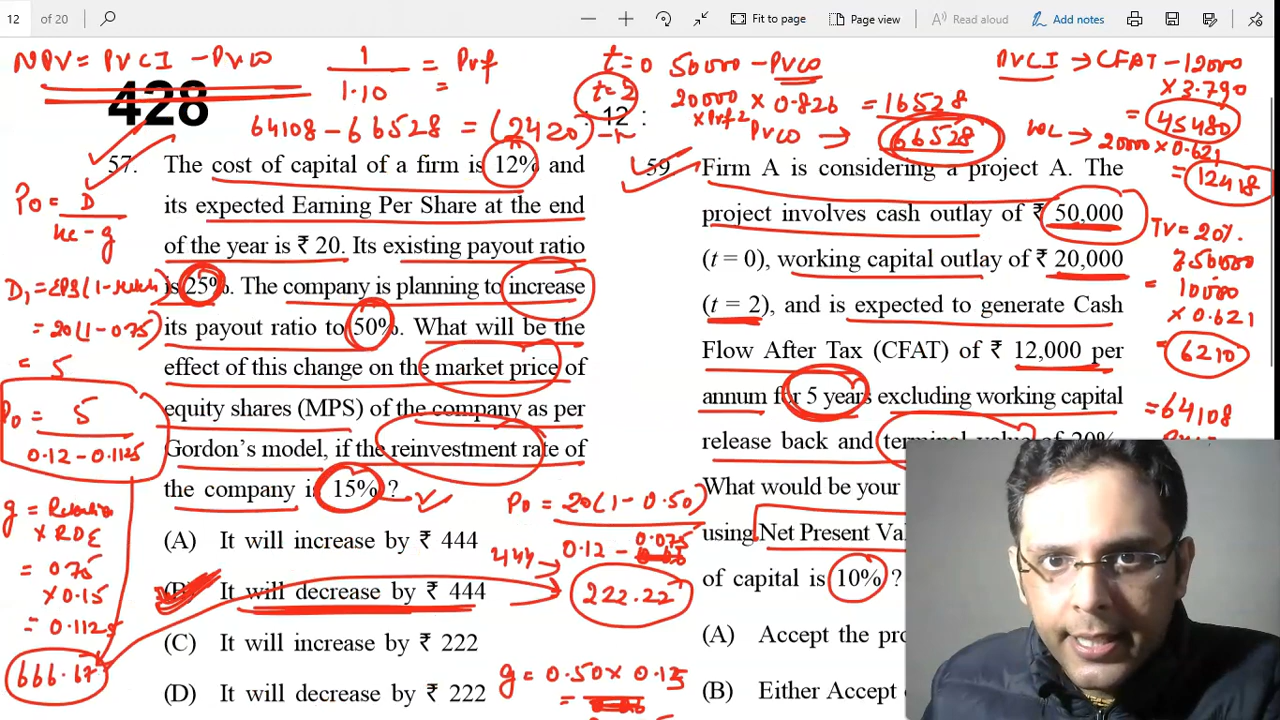 12 of 20
Fit to page
Page view
Read aloud
Add notes
NPV = PVCI - PVCO
1
1.10
= PVf
=
t=0 50000 - PVCO
t=2
20000 × 0.826 = 16528
× PVf2
PVCO → 66528
PVCI → CFAT - 12000
× 3.790
= 45480
WC → 20000 × 0.621
= 12418
64108 - 66528 = (2420)
428
: 12 :
57. The cost of capital of a firm is 12% and
its expected Earning Per Share at the end
of the year is ₹ 20. Its existing payout ratio
is 25%. The company is planning to increase
its payout ratio to 50%. What will be the
effect of this change on the market price of
equity shares (MPS) of the company as per
Gordon's model, if the reinvestment rate of
the company is 15% ?
(A) It will increase by ₹ 444
(B) It will decrease by ₹ 444
(C) It will increase by ₹ 222
(D) It will decrease by ₹ 222
P0 = D
ke - g
D1 = EPS (1 -
= 20 (1 - 0.75)
= 5
P0 = 5
0.12 - 0.1125
g = Retention
× ROE
= 0.75
× 0.15
= 0.1125
666.67
P0 = 20 (1 - 0.50)
0.12 - 0.075
444
222.22
g = 0.50 × 0.15
=
59. Firm A is considering a project A. The
project involves cash outlay of ₹ 50,000
(t = 0), working capital outlay of ₹ 20,000
(t = 2), and is expected to generate Cash
Flow After Tax (CFAT) of ₹ 12,000 per
annum for 5 years excluding working capital
release back and terminal value of 20%
What would be your
using Net Present Val
of capital is 10% ?
(A) Accept the pro
(B) Either Accept
TV = 20%
50000
= 10000
× 0.621
= 6210
= 64108